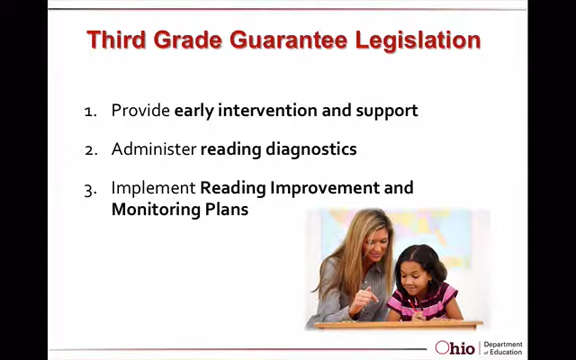 Third Grade Guarantee Legislation
1. Provide early intervention and support
2. Administer reading diagnostics
3. Implement Reading Improvement and
Monitoring Plans
Ohio Department
of Education